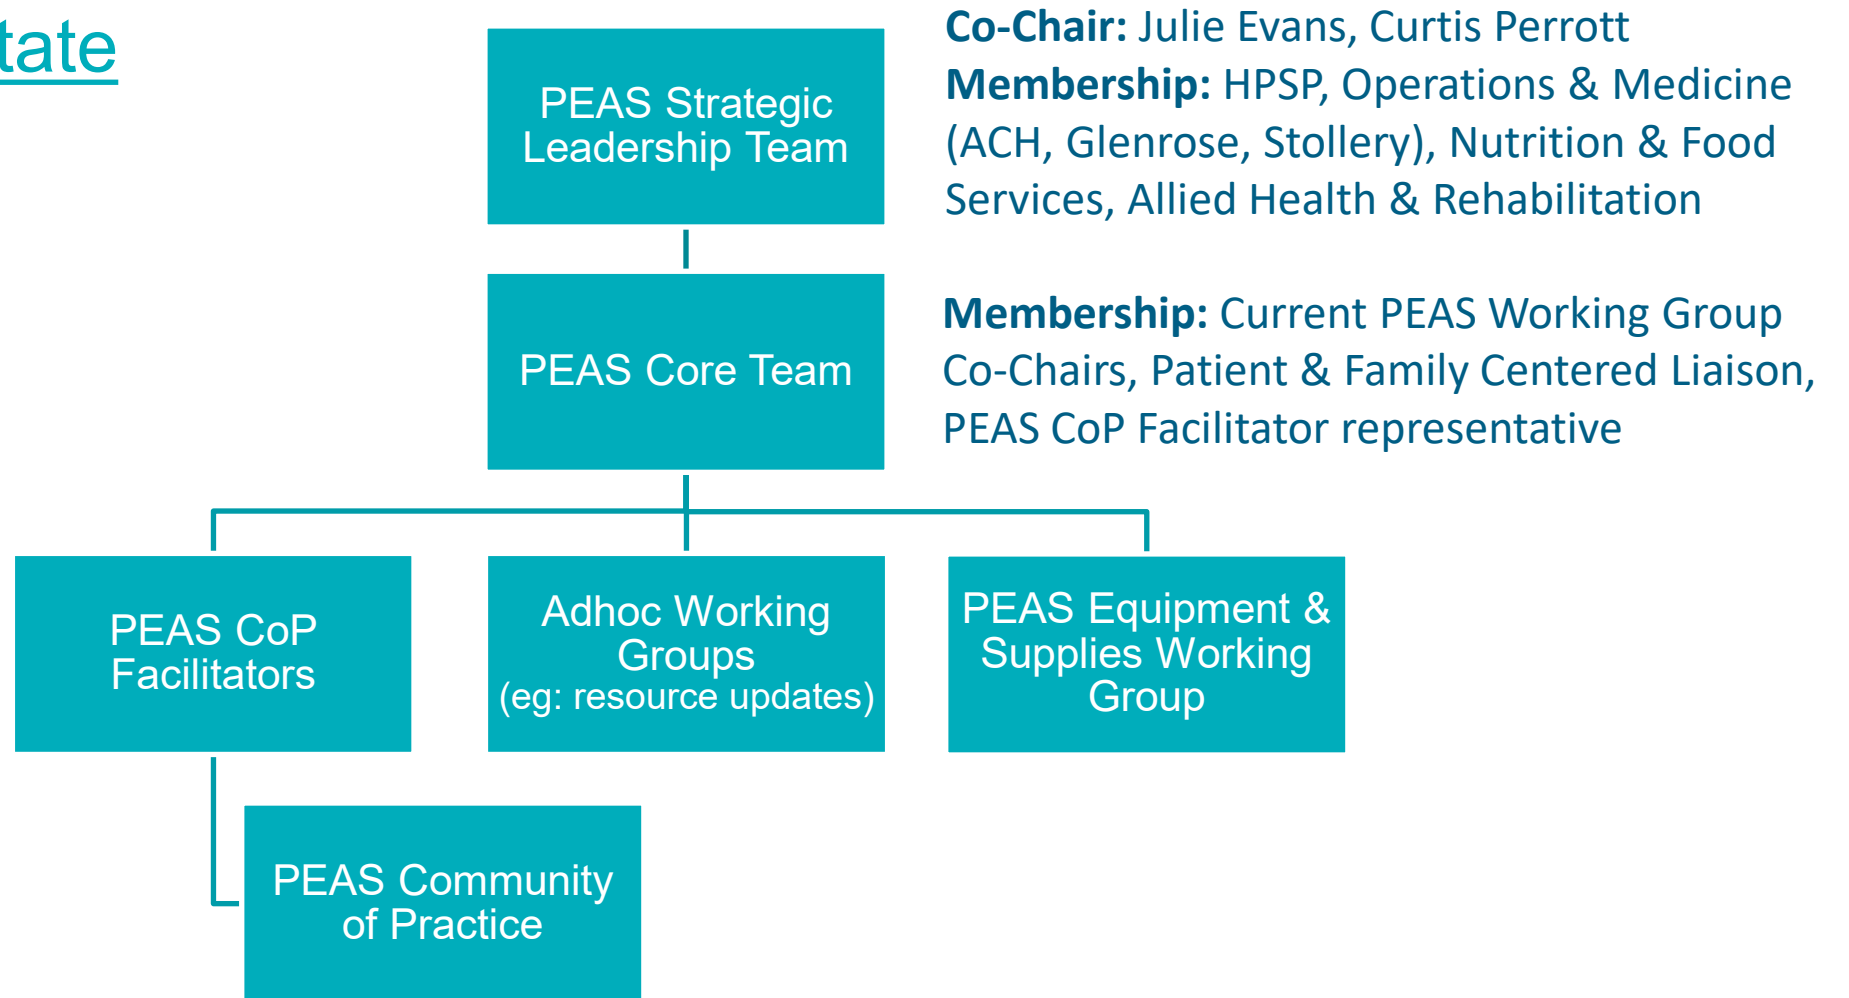 PEAS Strategic
Leadership Team
Co-Chair: Julie Evans, Curtis Perrott
Membership: HPSP, Operations & Medicine
(ACH, Glenrose, Stollery), Nutrition & Food
Services, Allied Health & Rehabilitation
PEAS Core Team
Membership: Current PEAS Working Group
Co-Chairs, Patient & Family Centered Liaison,
PEAS CoP Facilitator representative
PEAS CoP
Facilitators
Adhoc Working
Groups
(eg: resource updates)
PEAS Equipment &
Supplies Working
Group
PEAS Community
of Practice